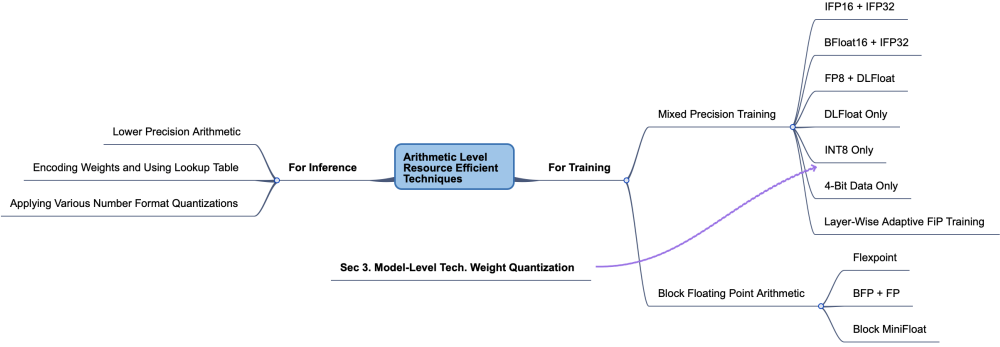 Arithmetic Level
Resource Efficient
Techniques
For Inference
Lower Precision Arithmetic
Encoding Weights and Using Lookup Table
Applying Various Number Format Quantizations
For Training
Mixed Precision Training
IFP16 + IFP32
BFloat16 + IFP32
FP8 + DLFloat
DLFloat Only
INT8 Only
4-Bit Data Only
Layer-Wise Adaptive FiP Training
Block Floating Point Arithmetic
Flexpoint
BFP + FP
Block MiniFloat
Sec 3. Model-Level Tech. Weight Quantization